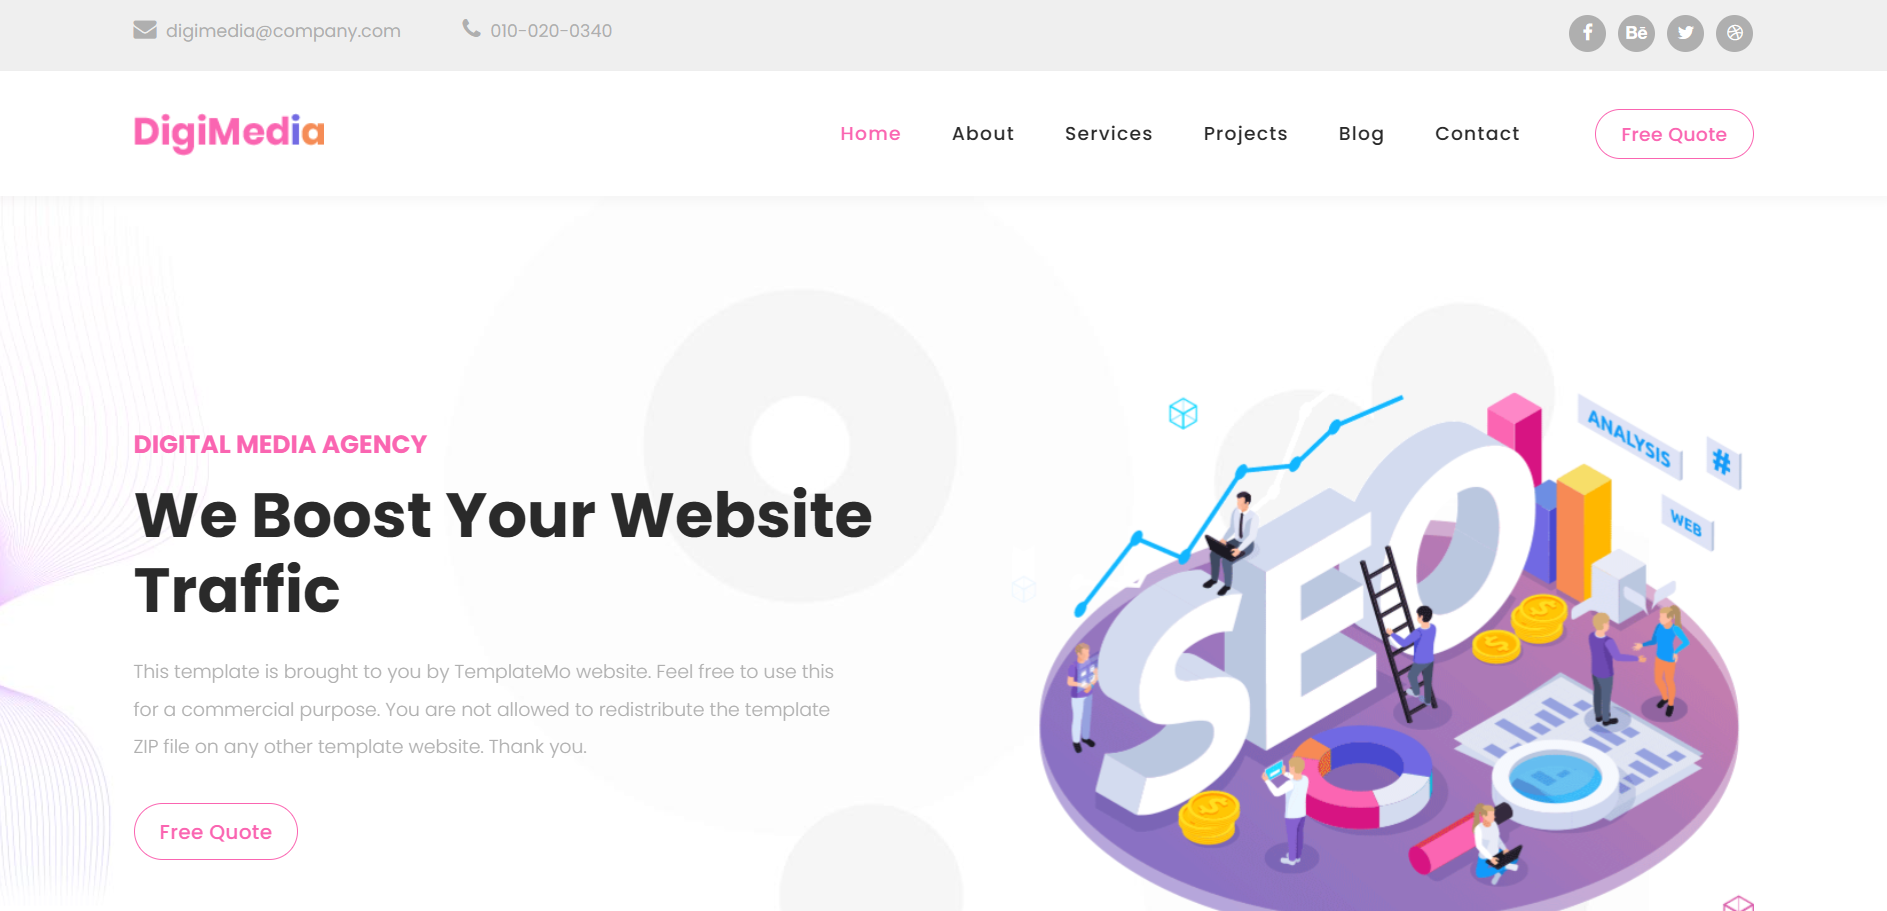 digimedia@company.com
010-020-0340
Bē
DigiMedia
Home
About
Services
Projects
Blog
Contact
Free Quote
DIGITAL MEDIA AGENCY
We Boost Your Website
Traffic
This template is brought to you by TemplateMo website. Feel free to use this
for a commercial purpose. You are not allowed to redistribute the template
ZIP file on any other template website. Thank you.
Free Quote
ANALYSIS
#
WEB
SEO